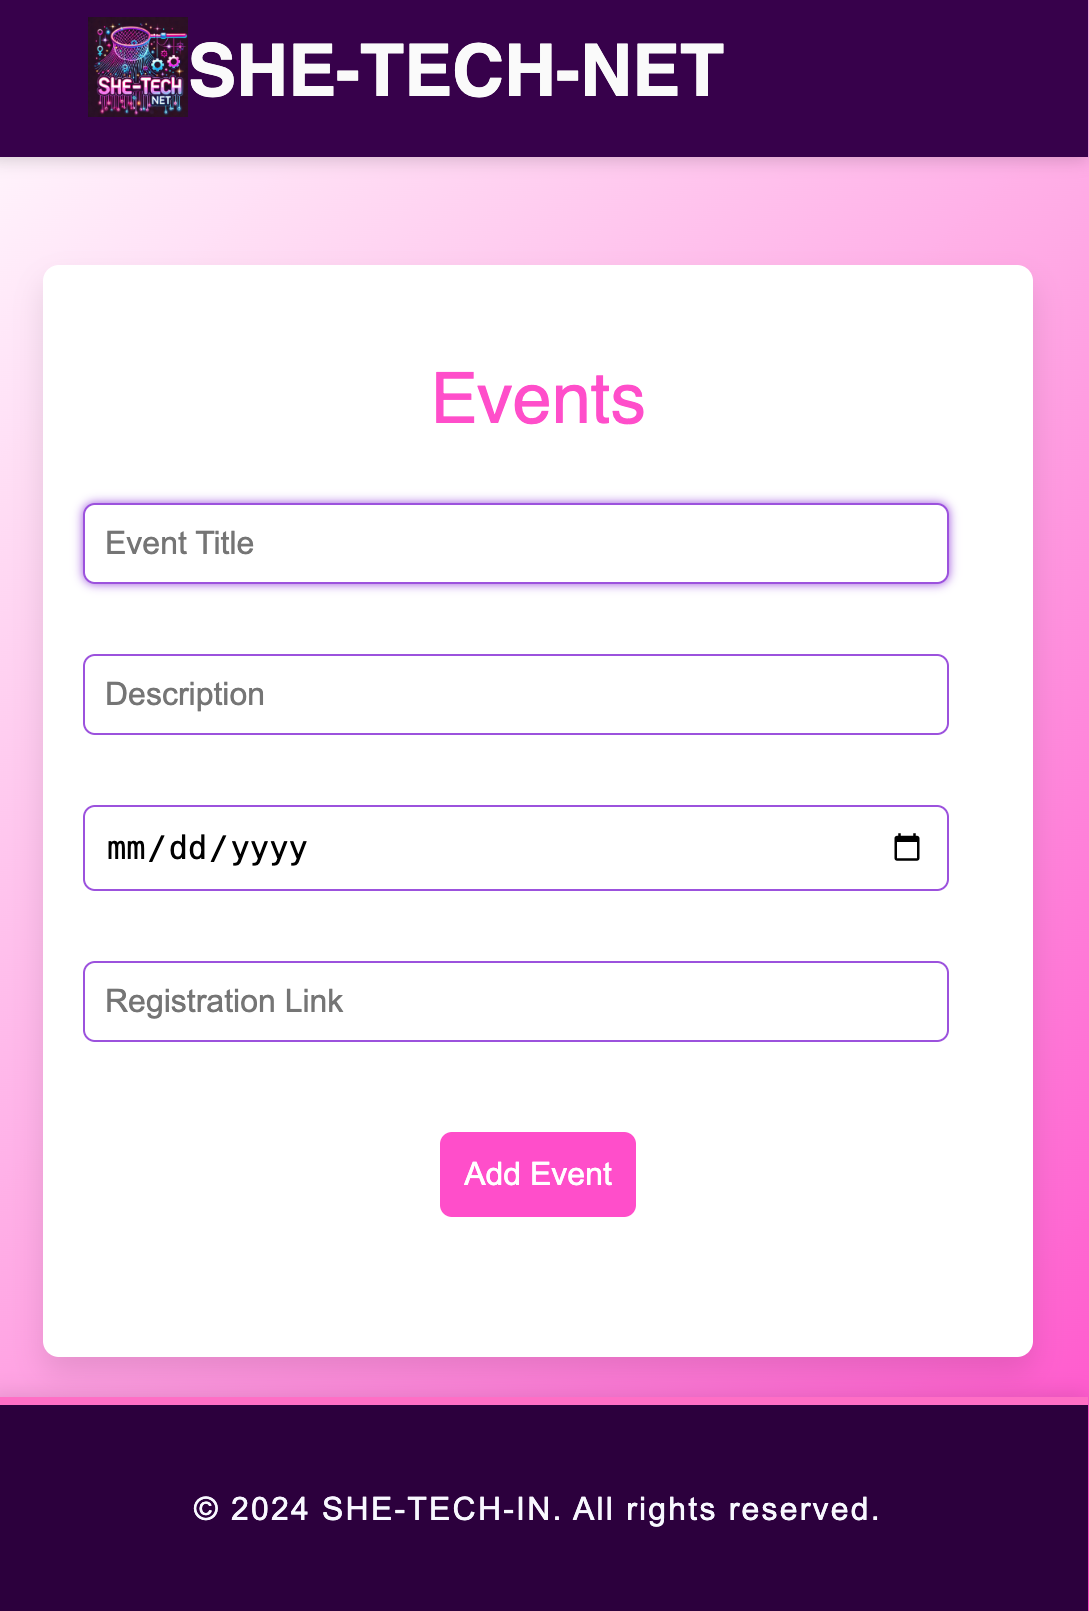 SHE-TECH
NET
SHE-TECH-NET
Events
Event Title
Description
mm/dd/yyyy
Registration Link
Add Event
© 2024 SHE-TECH-IN. All rights reserved.